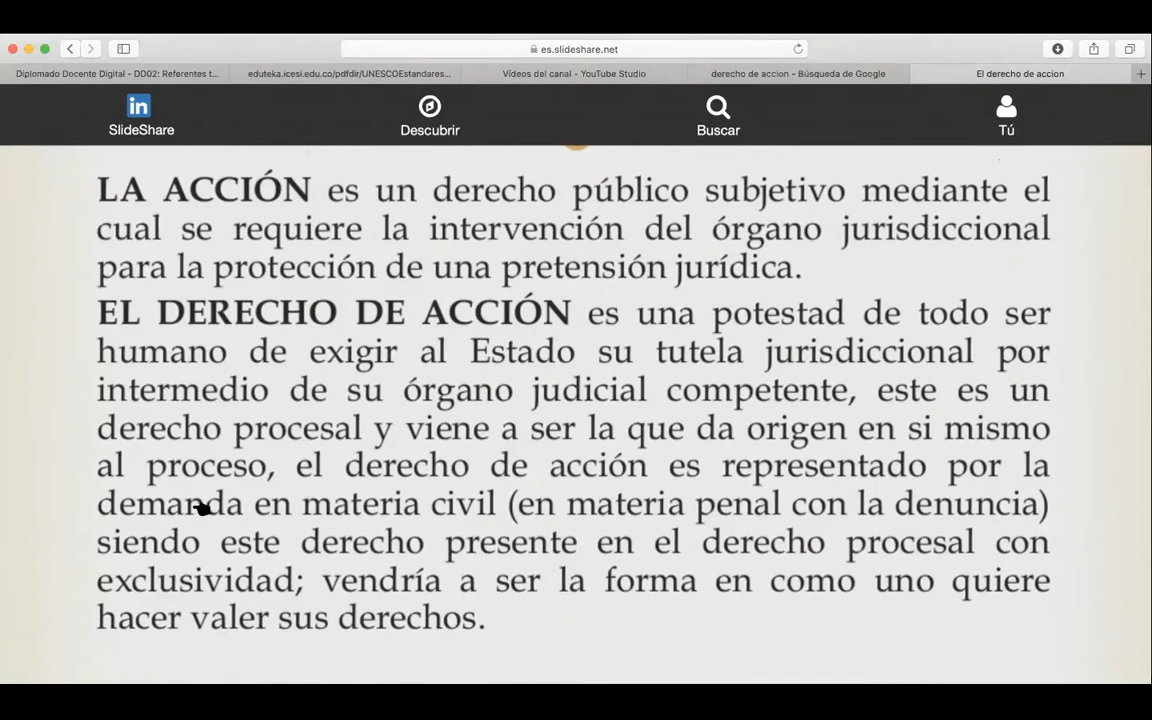 es.slideshare.net
Diplomado Docente Digital - DD02: Referentes t...
eduteka.icesi.edu.co/pdfdir/UNESCOEstandares...
Vídeos del canal - YouTube Studio
derecho de accion - Búsqueda de Google
El derecho de accion
in
SlideShare
Descubrir
Buscar
Tú
LA ACCIÓN es un derecho público subjetivo mediante el
cual se requiere la intervención del órgano jurisdiccional
para la protección de una pretensión jurídica.
EL DERECHO DE ACCIÓN es una potestad de todo ser
humano de exigir al Estado su tutela jurisdiccional por
intermedio de su órgano judicial competente, este es un
derecho procesal y viene a ser la que da origen en si mismo
al proceso, el derecho de acción es representado por la
demanda en materia civil (en materia penal con la denuncia)
siendo este derecho presente en el derecho procesal con
exclusividad; vendría a ser la forma en como uno quiere
hacer valer sus derechos.